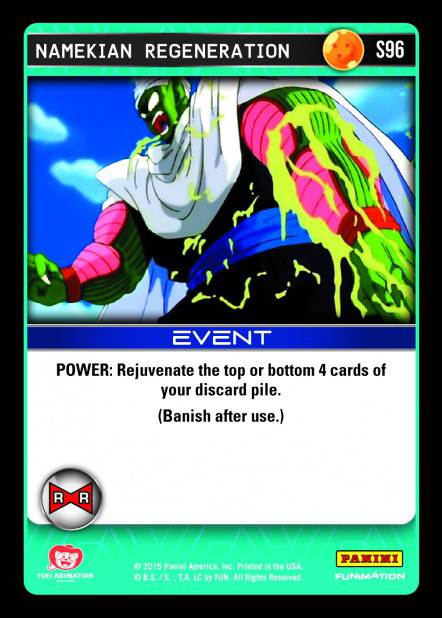 NAMEKIAN REGENERATION S96
EVENT
POWER: Rejuvenate the top or bottom 4 cards of
your discard pile.
(Banish after use.)
R R
TOEI ANIMATION
© 2015 Panini America, Inc. Printed in the USA.
© B.S. / S. , T.A. LC by FUN. All Rights Reserved.
PANINI
FUNIMATION